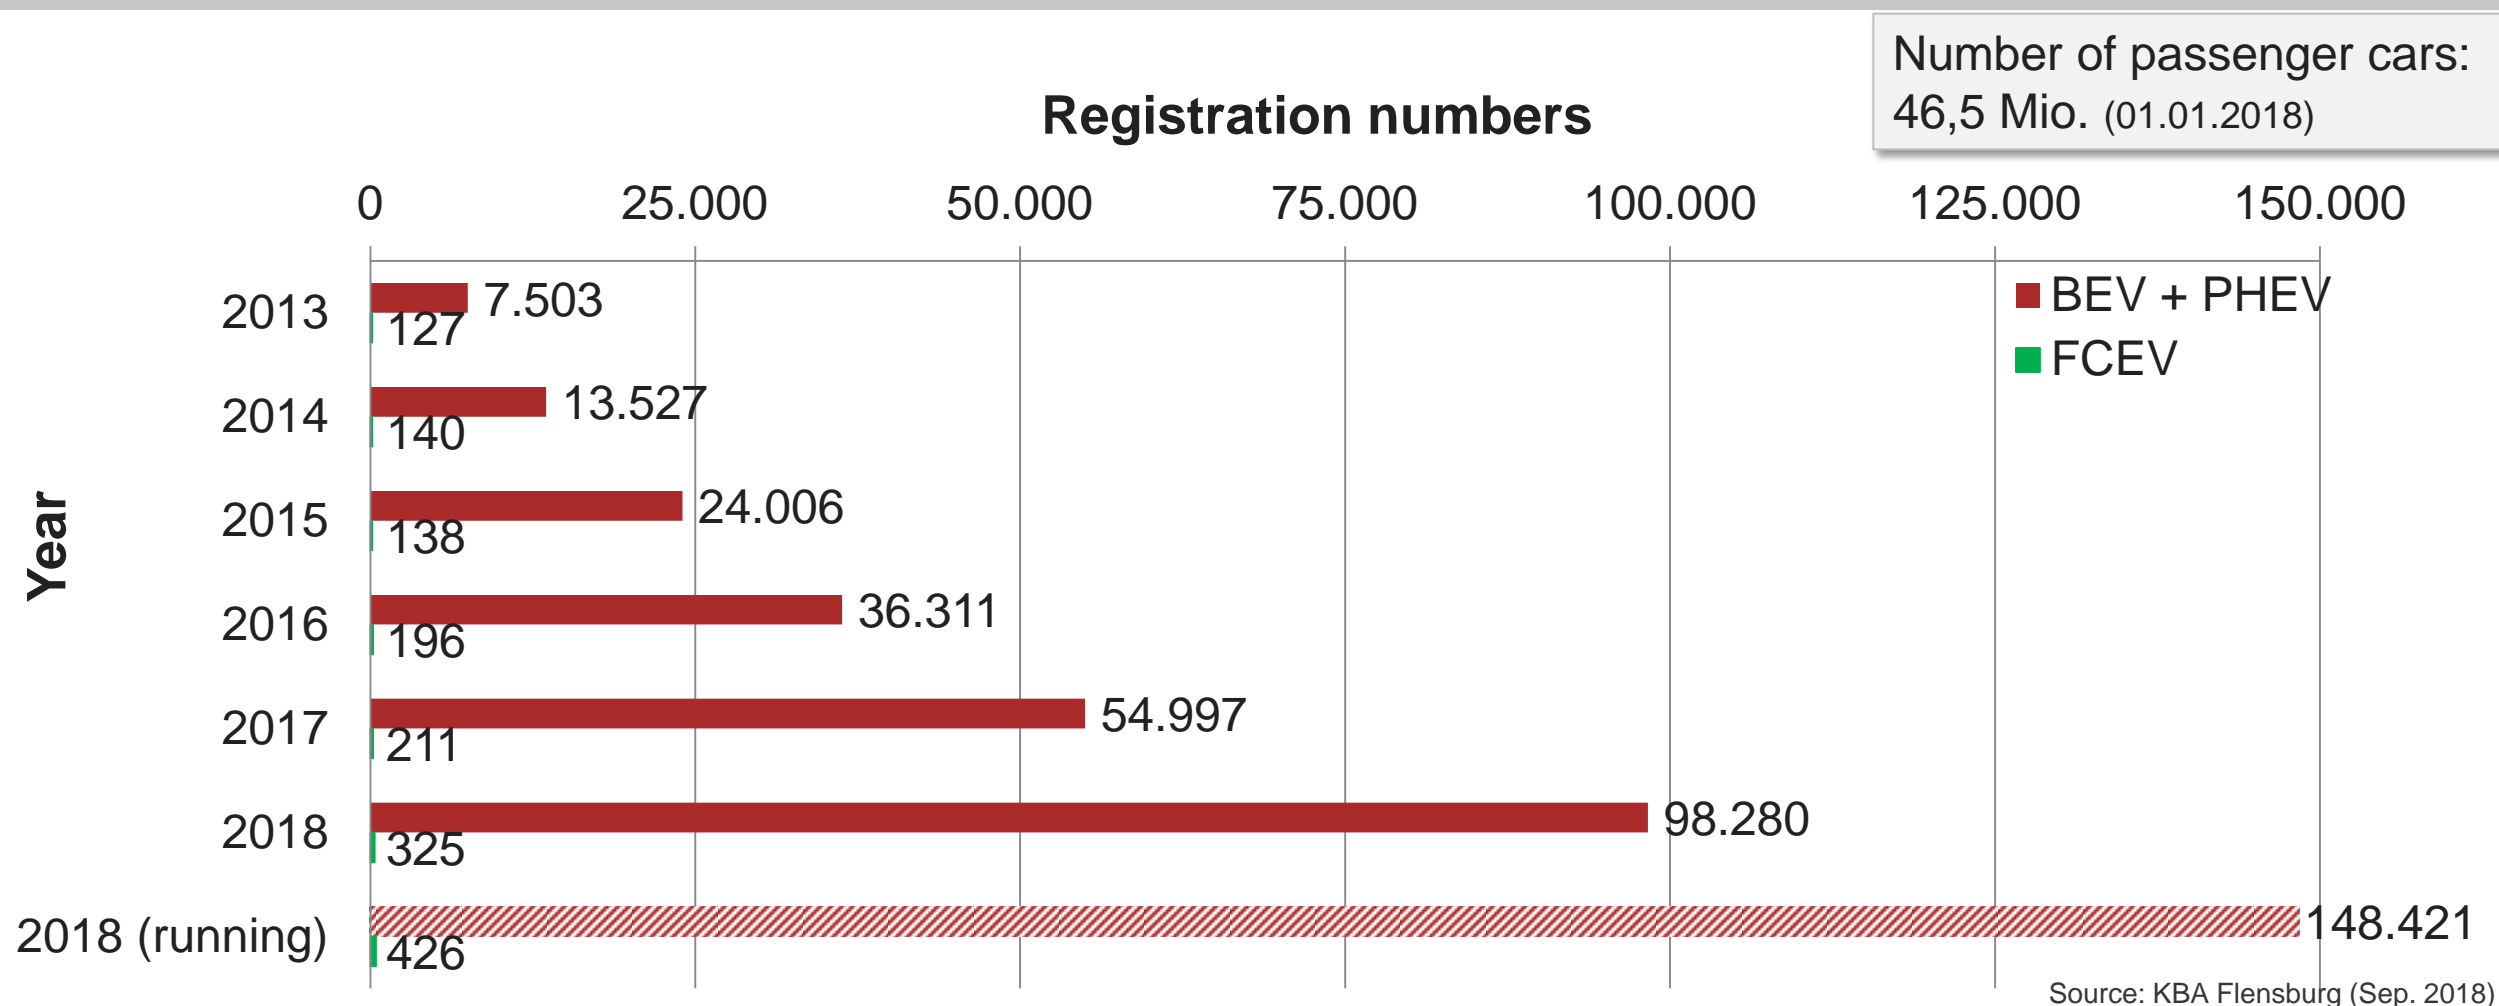 Number of passenger cars:
46,5 Mio. (01.01.2018)
Registration numbers
0 25.000 50.000 75.000 100.000 125.000 150.000
BEV + PHEV
FCEV
Year
2013 7.503
127
2014 13.527
140
2015 24.006
138
2016 36.311
196
2017 54.997
211
2018 98.280
325
2018 (running) 148.421
426
Source: KBA Flensburg (Sep. 2018)